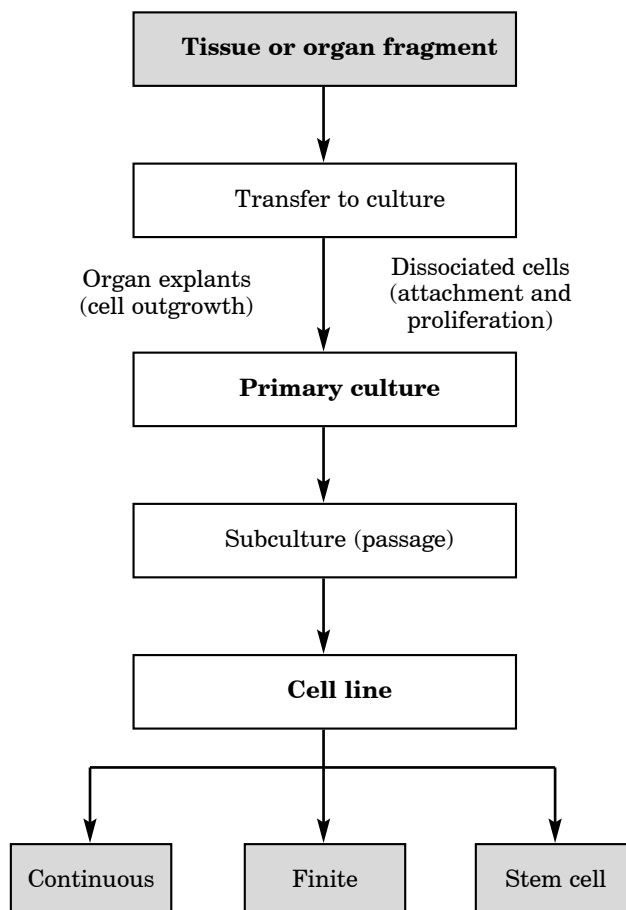 Tissue or organ fragment
Transfer to culture
Organ explants
(cell outgrowth)
Dissociated cells
(attachment and
proliferation)
Primary culture
Subculture (passage)
Cell line
Continuous
Finite
Stem cell